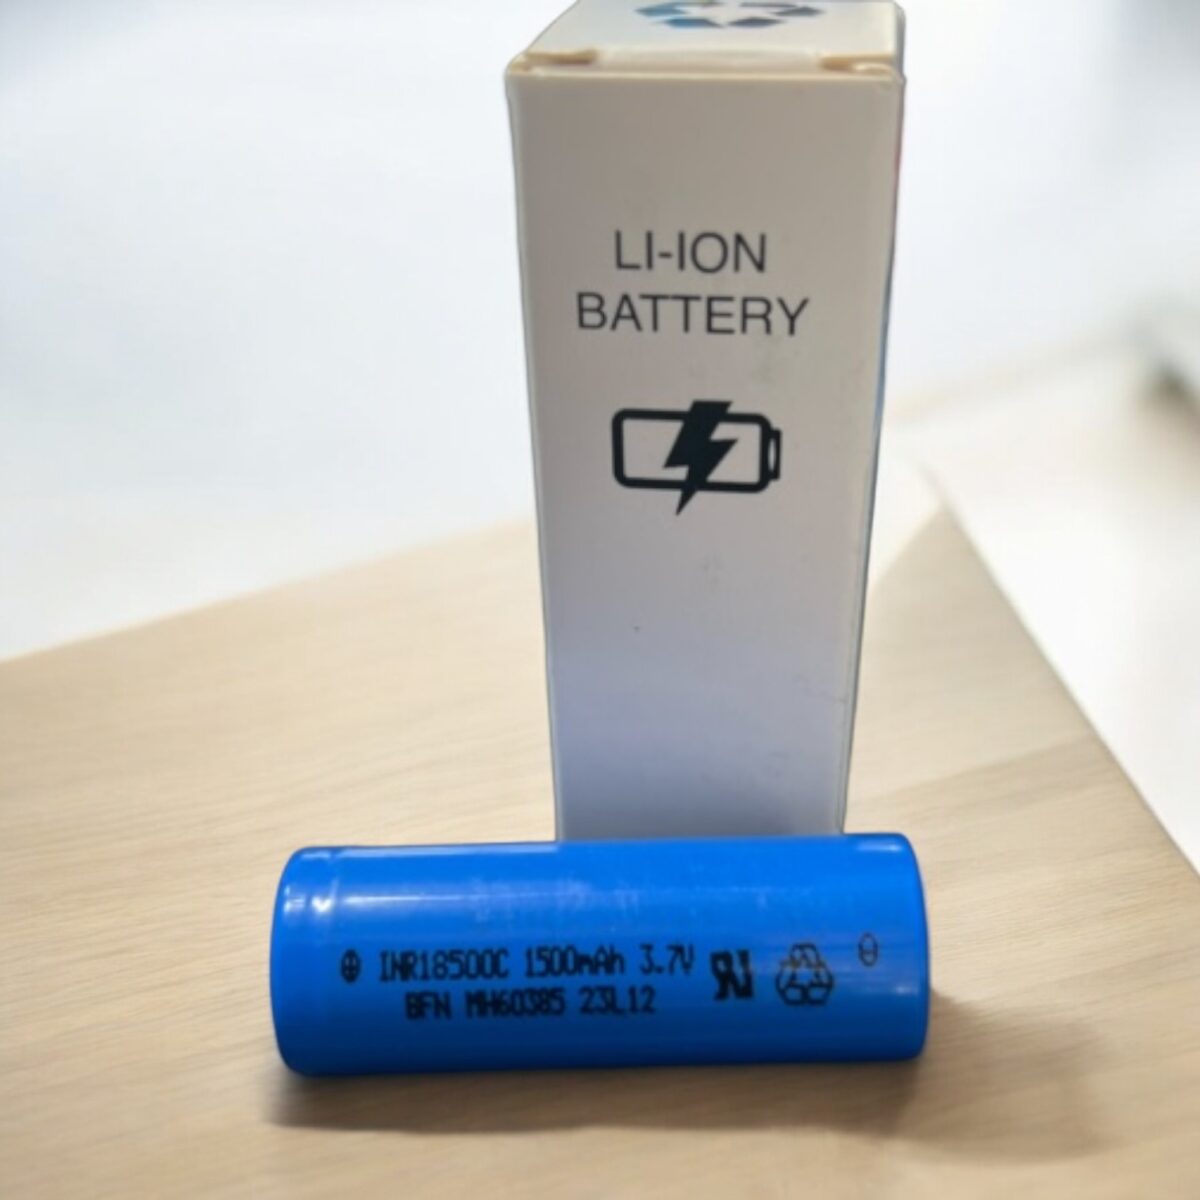 LI-ION
BATTERY
INR18500C 1500mAh 3.7V
BFN MH60385 23L12